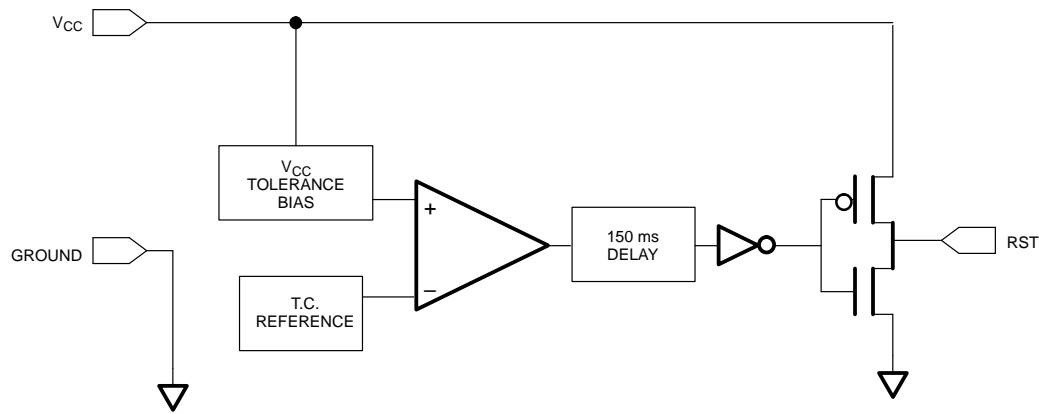 VCC
VCC
TOLERANCE
BIAS
+
150 ms
DELAY
RST
GROUND
–
T.C.
REFERENCE